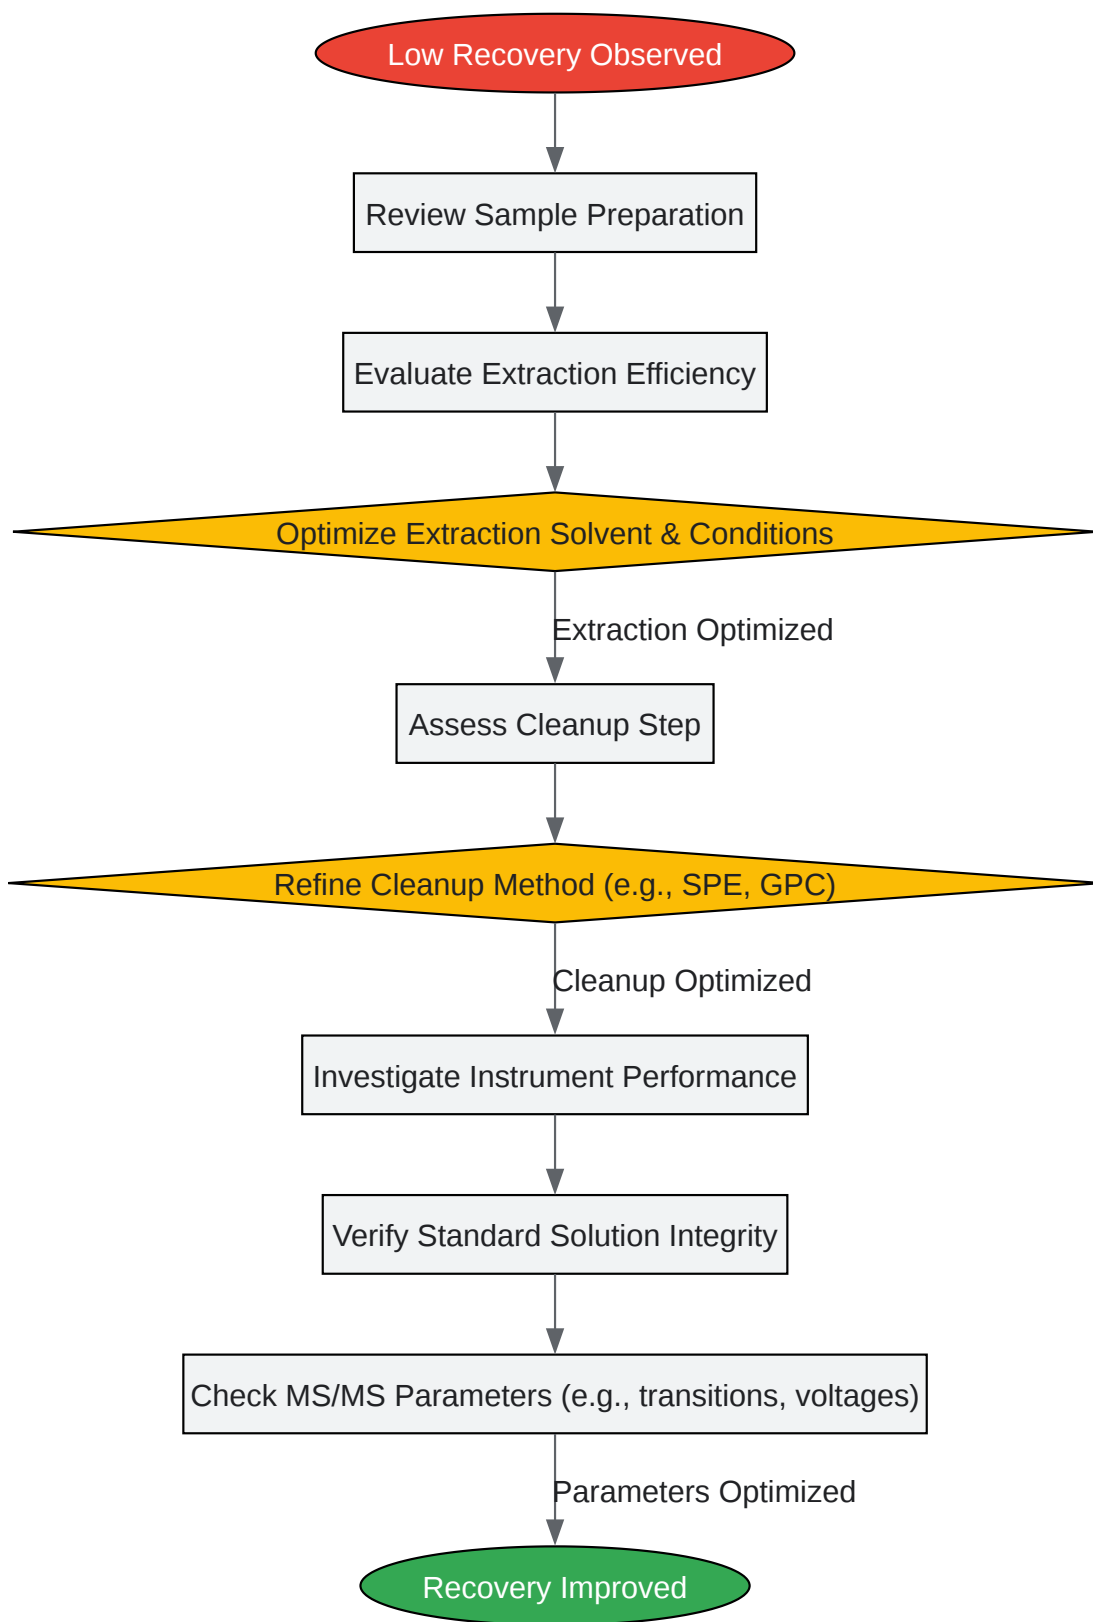 Low Recovery Observed
Review Sample Preparation
Evaluate Extraction Efficiency
Optimize Extraction Solvent & Conditions
Extraction Optimized
Assess Cleanup Step
Refine Cleanup Method (e.g., SPE, GPC)
Cleanup Optimized
Investigate Instrument Performance
Verify Standard Solution Integrity
Check MS/MS Parameters (e.g., transitions, voltages)
Parameters Optimized
Recovery Improved